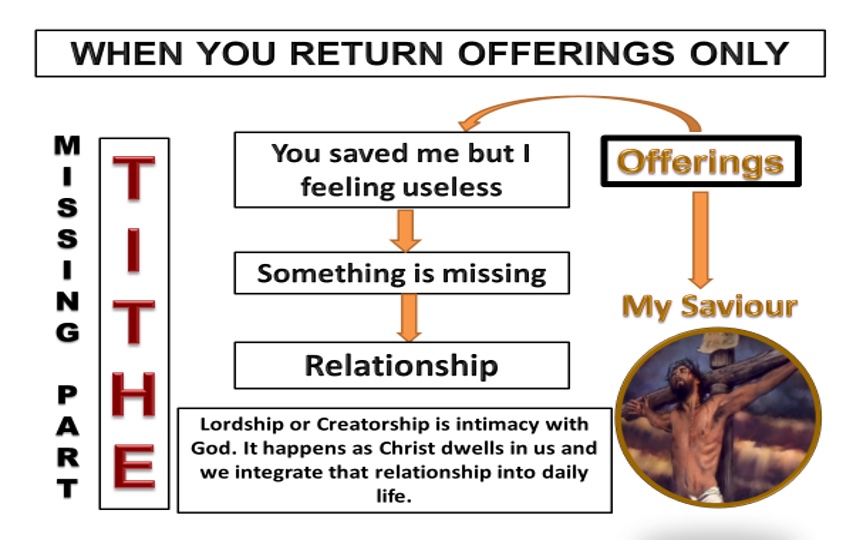 WHEN YOU RETURN OFFERINGS ONLY
MISSING PART
TITHE
You saved me but I
feeling useless
Something is missing
Relationship
Lordship or Creatorship is intimacy with
God. It happens as Christ dwells in us and
we integrate that relationship into daily
life.
Offerings
My Saviour